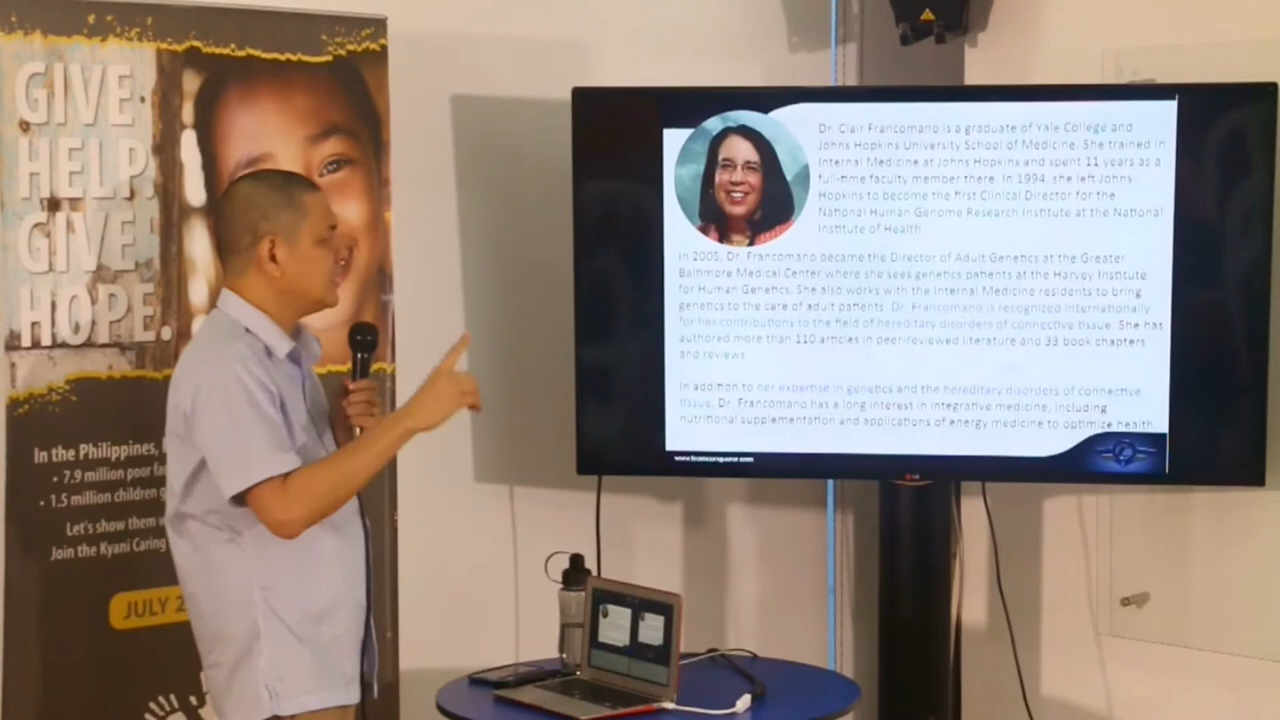 GIVE
HELP.
GIVE
HOPE.
In the Philippines,
• 7.9 million poor
• 1.5 million children
Let's show them
Join the Kyani Caring
JULY 2
Dr. Clair Francomano is a graduate of Yale College and
Johns Hopkins University School of Medicine. She trained in
Internal Medicine at Johns Hopkins and spent 11 years as a
full-time faculty member there. In 1994, she left Johns
Hopkins to become the first Clinical Director for the
National Human Genome Research Institute at the National
Institute of Health
In 2005, Dr. Francomano became the Director of Adult Genetics at the Greater
Baltimore Medical Center where she sees genetics patients at the Harvey Institute
for Human Genetics. She also works with the Internal Medicine residents to bring
genetics to the care of adult patients. Dr. Francomano is recognized internationally
for her contributions to the field of hereditary disorders of connective tissue. She has
authored more than 110 articles in peer-reviewed literature and 33 book chapters
and reviews.
In addition to her expertise in genetics and the hereditary disorders of connective
tissue, Dr. Francomano has a long interest in integrative medicine, including
nutritional supplementation and applications of energy medicine to optimize health.
www.teamconqueror.com
LG